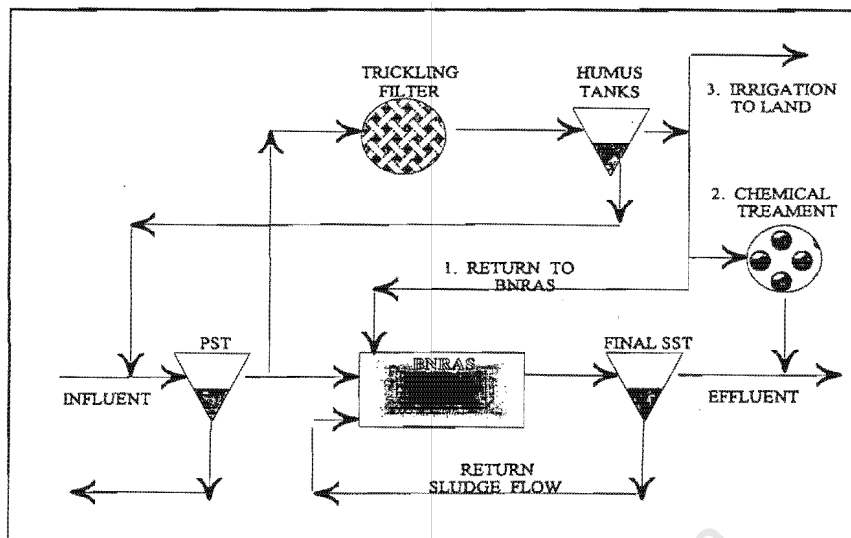 TRICKLING
FILTER
HUMUS
TANKS
3. IRRIGATION
TO LAND
2. CHEMICAL
TREAMENT
1. RETURN TO
BNRAS
PST
BNRAS
FINAL SST
INFLUENT
EFFLUENT
RETURN
SLUDGE FLOW